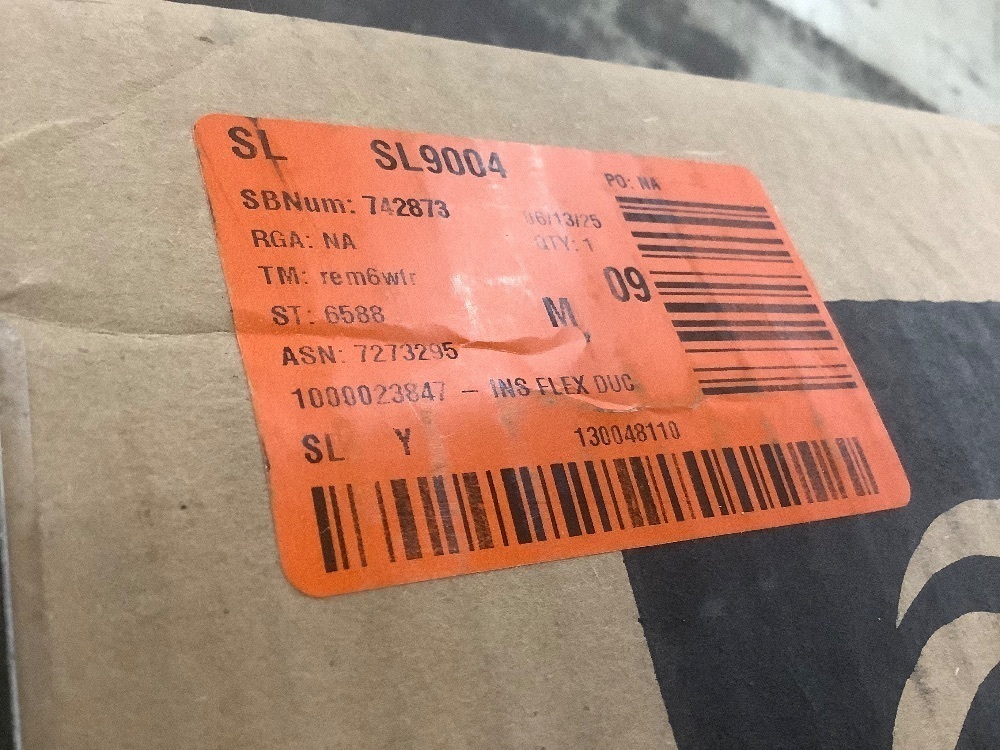 SL SL9004
PO: NA
SBNum: 742873 06/13/25
RGA: NA QTY: 1
TM: rem6wfr
ST: 6588 M 09
ASN: 7273295
1000023847 – INS FLEX DUC
SL Y 130048110